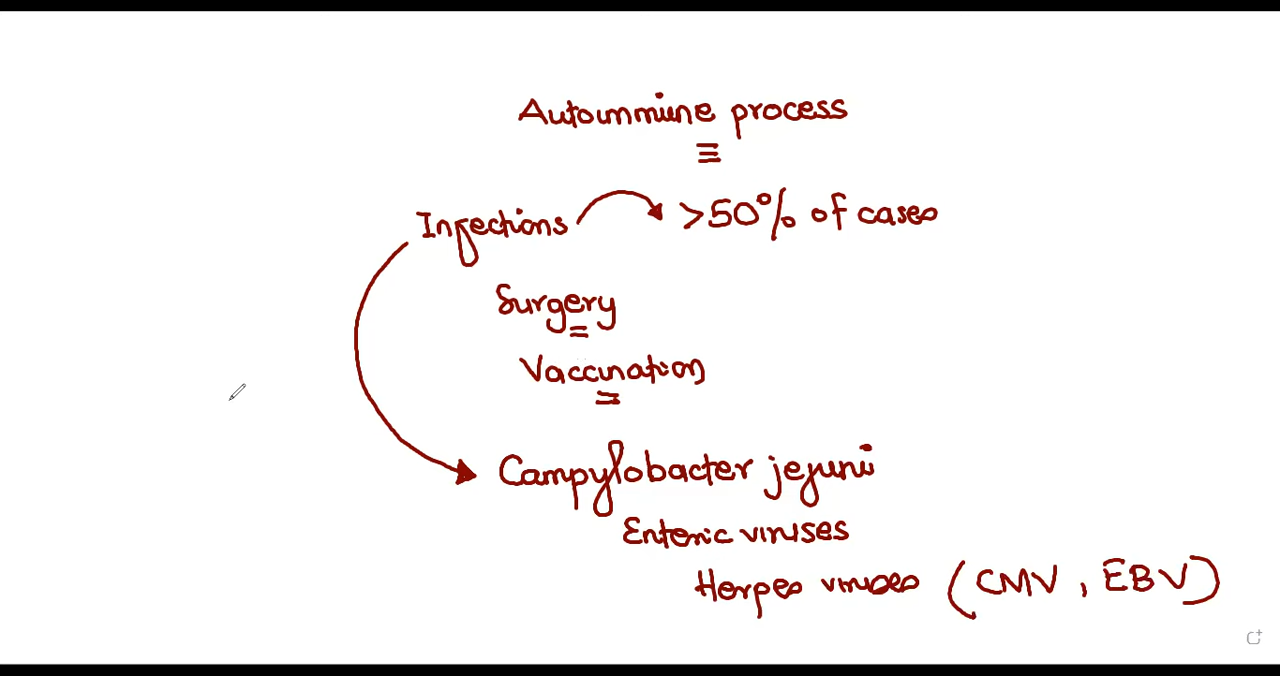 Autoimmune process
Infections >50% of cases
Surgery
Vaccination
Campylobacter jejuni
Enteric viruses
Herpes viruses (CMV, EBV)